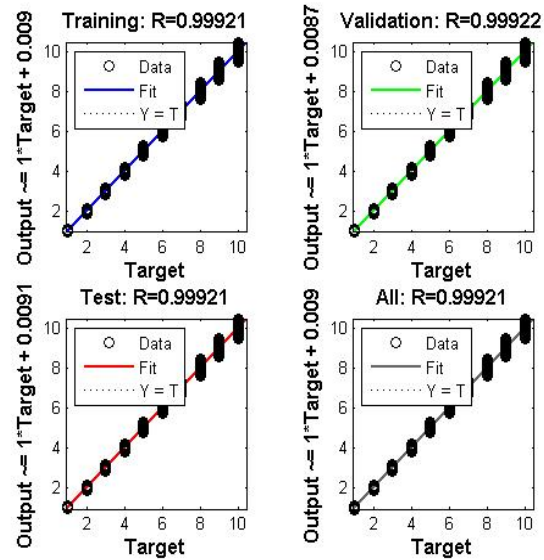 Training: R=0.99921
Output ~= 1*Target + 0.009
10
8
6
4
2
Data
Fit
Y = T
2 4 6 8 10
Target
Validation: R=0.99922
Output ~= 1*Target + 0.0087
10
8
6
4
2
Data
Fit
Y = T
2 4 6 8 10
Target
Test: R=0.99921
Output ~= 1*Target + 0.0091
10
8
6
4
2
Data
Fit
Y = T
2 4 6 8 10
Target
All: R=0.99921
Output ~= 1*Target + 0.009
10
8
6
4
2
Data
Fit
Y = T
2 4 6 8 10
Target